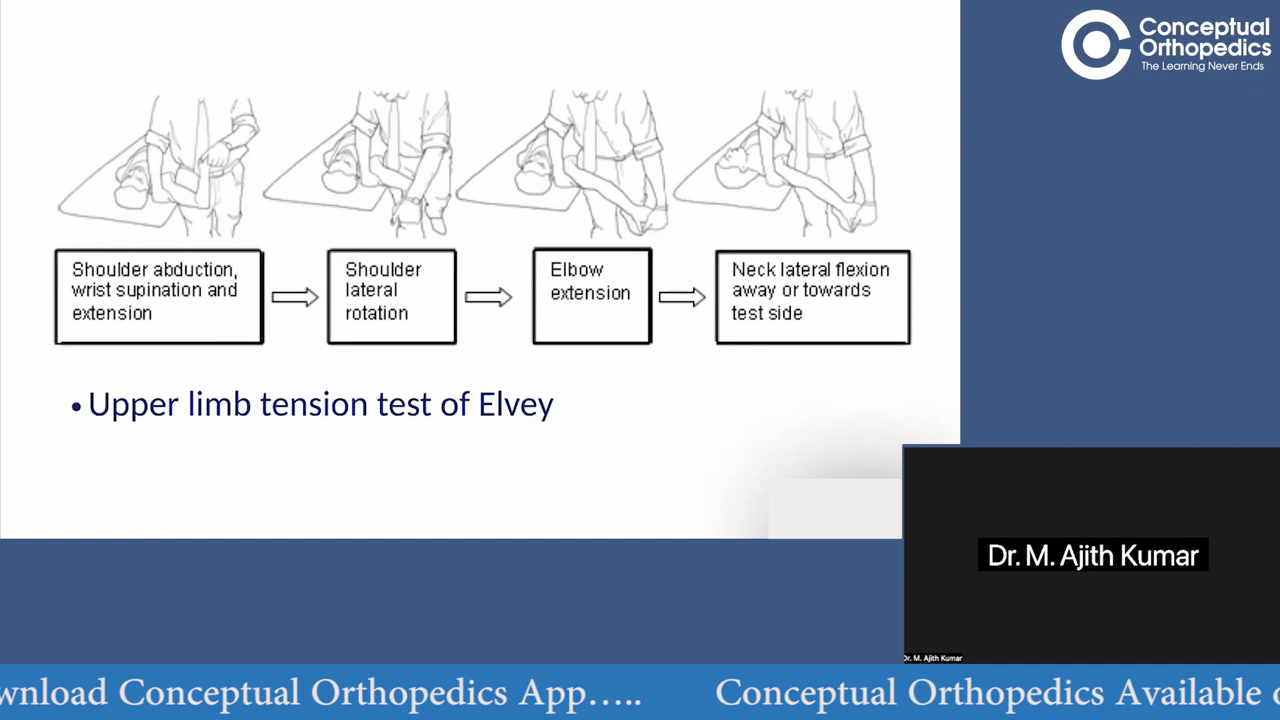 Conceptual
Orthopedics
The Learning Never Ends
Shoulder abduction,
wrist supination and
extension
Shoulder
lateral
rotation
Elbow
extension
Neck lateral flexion
away or towards
test side
• Upper limb tension test of Elvey
Dr. M. Ajith Kumar
Dr. M. Ajith Kumar
wnload Conceptual Orthopedics App….. Conceptual Orthopedics Available